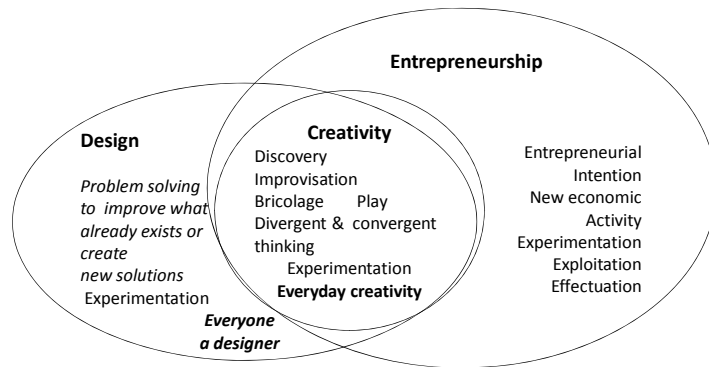 Entrepreneurship
Design
Problem solving
to improve what
already exists or
create
new solutions
Experimentation
Everyone
a designer
Creativity
Discovery
Improvisation
Bricolage Play
Divergent & convergent
thinking
Experimentation
Everyday creativity
Entrepreneurial
Intention
New economic
Activity
Experimentation
Exploitation
Effectuation